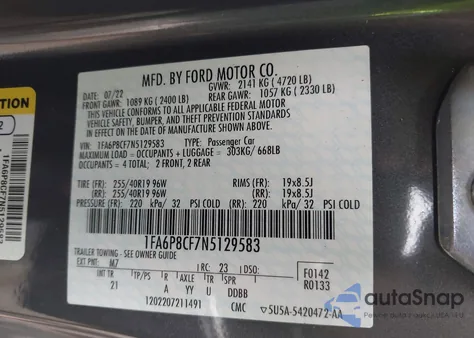 MFD. BY FORD MOTOR CO.
DATE: 07/22 GVWR: 2141 KG (4720 LB)
FRONT GAWR: 1089 KG (2400 LB) REAR GAWR: 1057 KG (2330 LB)
THIS VEHICLE CONFORMS TO ALL APPLICABLE FEDERAL MOTOR
VEHICLE SAFETY, BUMPER, AND THEFT PREVENTION STANDARDS
IN EFFECT ON THE DATE OF MANUFACTURE SHOWN ABOVE.
VIN: 1FA6P8CF7N5129583 TYPE: Passenger Car
MAXIMUM LOAD = OCCUPANTS + LUGGAGE = 303KG/ 668LB
OCCUPANTS = 4 TOTAL; 2 FRONT, 2 REAR
TIRE (FR): 255/40R19 96W RIMS (FR): 19x8.5J
(RR): 255/40R19 96W (RR): 19x8.5J
PRESSURE (FR): 220 kPa/ 32 PSI COLD (RR): 220 kPa/ 32 PSI COLD
1FA6P8CF7N5129583
TRAILER TOWING - SEE OWNER GUIDE
EXT PNT: M7 RC: 23 DSO: F0142
INT TR TP/PS R AXLE TR SPR R0133
21 A YY U DDBB
1202207211491 CMC 5U5A-5420472-AA
1FA6P8CF7N5129583
autoSnap